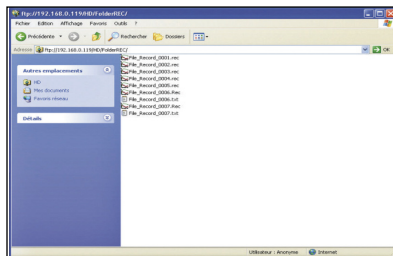 ftp://192.168.0.119/HD/FolderREC/
Fichier Edition Affichage Favoris Outils ?
Précédente Rechercher Dossiers
Adresse ftp://192.168.0.119/HD/FolderREC/ OK
Autres emplacements
HD
Mes documents
Favoris réseau
Détails
File_Record_0001.rec
File_Record_0002.rec
File_Record_0003.rec
File_Record_0004.rec
File_Record_0005.rec
File_Record_0006.Rec
File_Record_0006.txt
File_Record_0007.Rec
File_Record_0007.txt
Utilisateur : Anonyme Internet